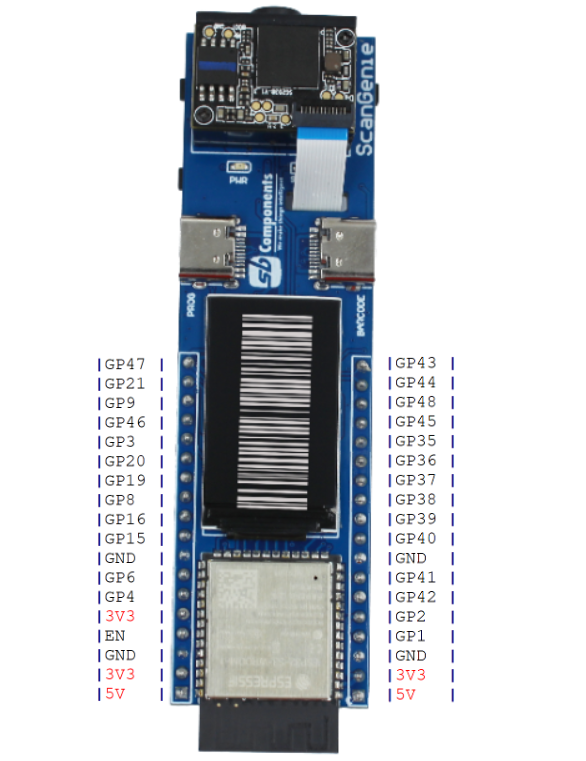 ScanGenie
PWR
sb Components
We make things intelligent
PROG
BARCODE
GP47
GP21
GP9
GP46
GP3
GP20
GP19
GP8
GP16
GP15
GND
GP6
GP4
3V3
EN
GND
3V3
5V
GP43
GP44
GP48
GP45
GP35
GP36
GP37
GP38
GP39
GP40
GND
GP41
GP42
GP2
GP1
GND
3V3
5V
ESPRESSIF